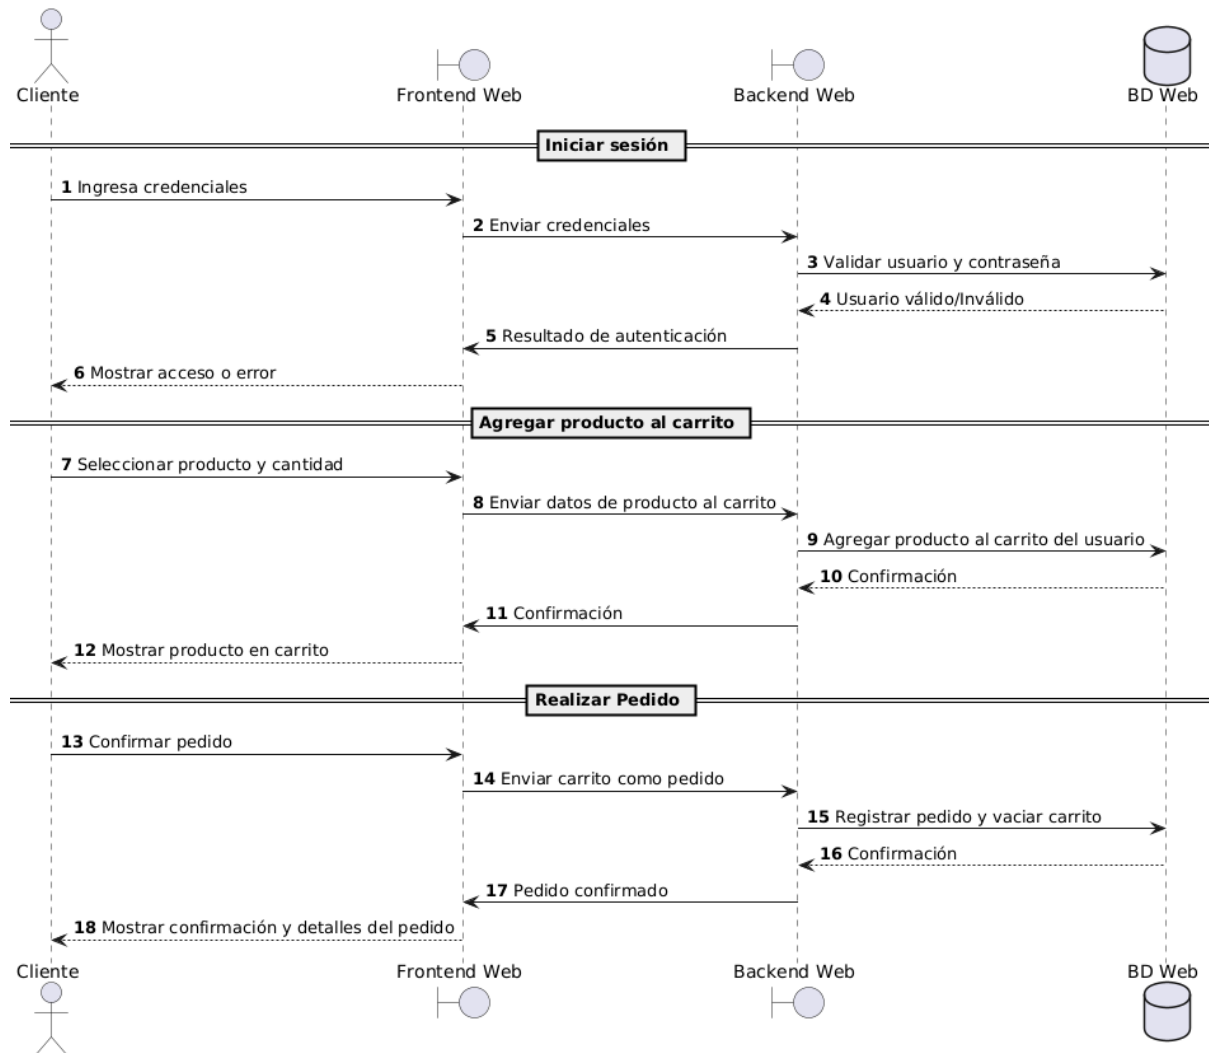 Cliente
Frontend Web
Backend Web
BD Web
Iniciar sesión
1 Ingresa credenciales
2 Enviar credenciales
3 Validar usuario y contraseña
4 Usuario válido/Inválido
5 Resultado de autenticación
6 Mostrar acceso o error
Agregar producto al carrito
7 Seleccionar producto y cantidad
8 Enviar datos de producto al carrito
9 Agregar producto al carrito del usuario
10 Confirmación
11 Confirmación
12 Mostrar producto en carrito
Realizar Pedido
13 Confirmar pedido
14 Enviar carrito como pedido
15 Registrar pedido y vaciar carrito
16 Confirmación
17 Pedido confirmado
18 Mostrar confirmación y detalles del pedido
Cliente
Frontend Web
Backend Web
BD Web